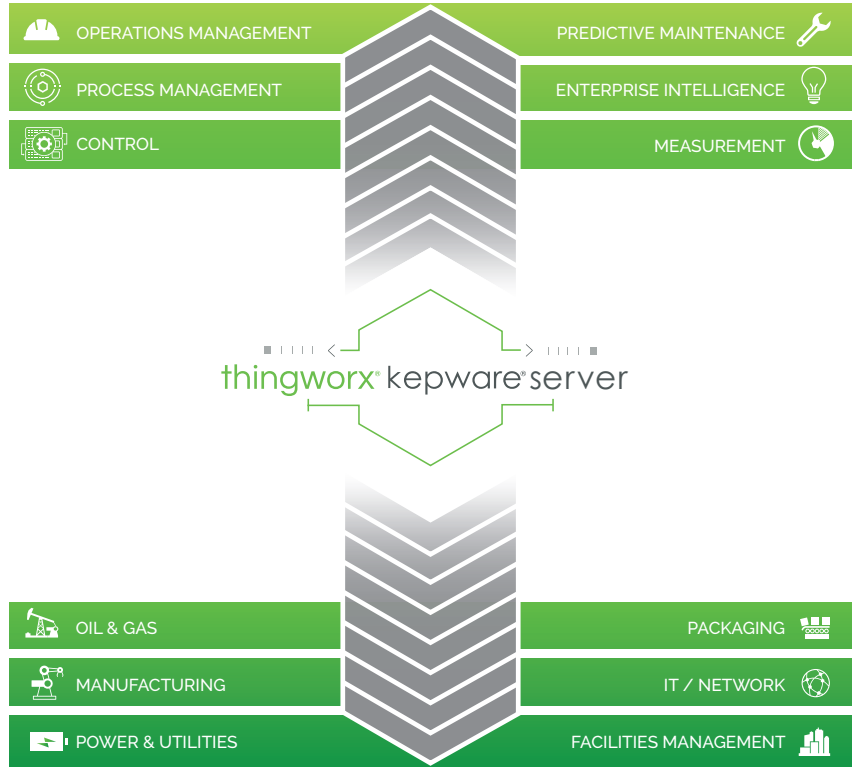 OPERATIONS MANAGEMENT
PREDICTIVE MAINTENANCE
PROCESS MANAGEMENT
ENTERPRISE INTELLIGENCE
CONTROL
MEASUREMENT
thingworx® kepware® server
OIL & GAS
PACKAGING
MANUFACTURING
IT / NETWORK
POWER & UTILITIES
FACILITIES MANAGEMENT